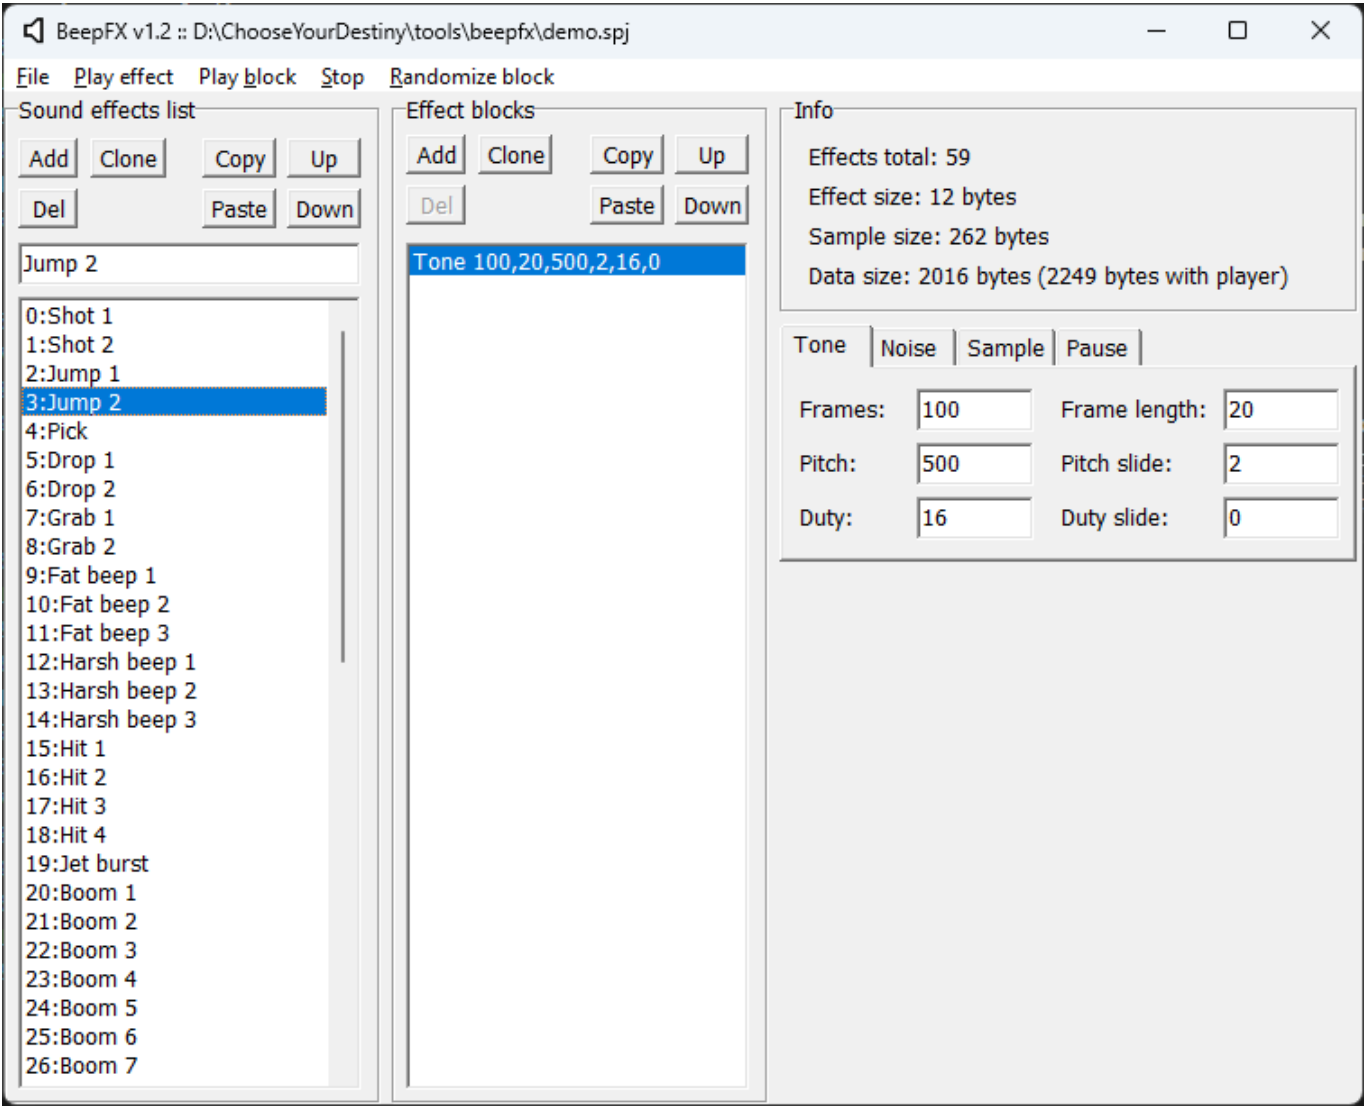 BeepFX v1.2 :: D:\ChooseYourDestiny\tools\beepfx\demo.spj
File Play effect Play block Stop Randomize block
Sound effects list
Add Clone Copy Up
Del Paste Down
Jump 2
0:Shot 1
1:Shot 2
2:Jump 1
3:Jump 2
4:Pick
5:Drop 1
6:Drop 2
7:Grab 1
8:Grab 2
9:Fat beep 1
10:Fat beep 2
11:Fat beep 3
12:Harsh beep 1
13:Harsh beep 2
14:Harsh beep 3
15:Hit 1
16:Hit 2
17:Hit 3
18:Hit 4
19:Jet burst
20:Boom 1
21:Boom 2
22:Boom 3
23:Boom 4
24:Boom 5
25:Boom 6
26:Boom 7
Effect blocks
Add Clone Copy Up
Del Paste Down
Tone 100,20,500,2,16,0
Info
Effects total: 59
Effect size: 12 bytes
Sample size: 262 bytes
Data size: 2016 bytes (2249 bytes with player)
Tone Noise Sample Pause
Frames: 100 Frame length: 20
Pitch: 500 Pitch slide: 2
Duty: 16 Duty slide: 0